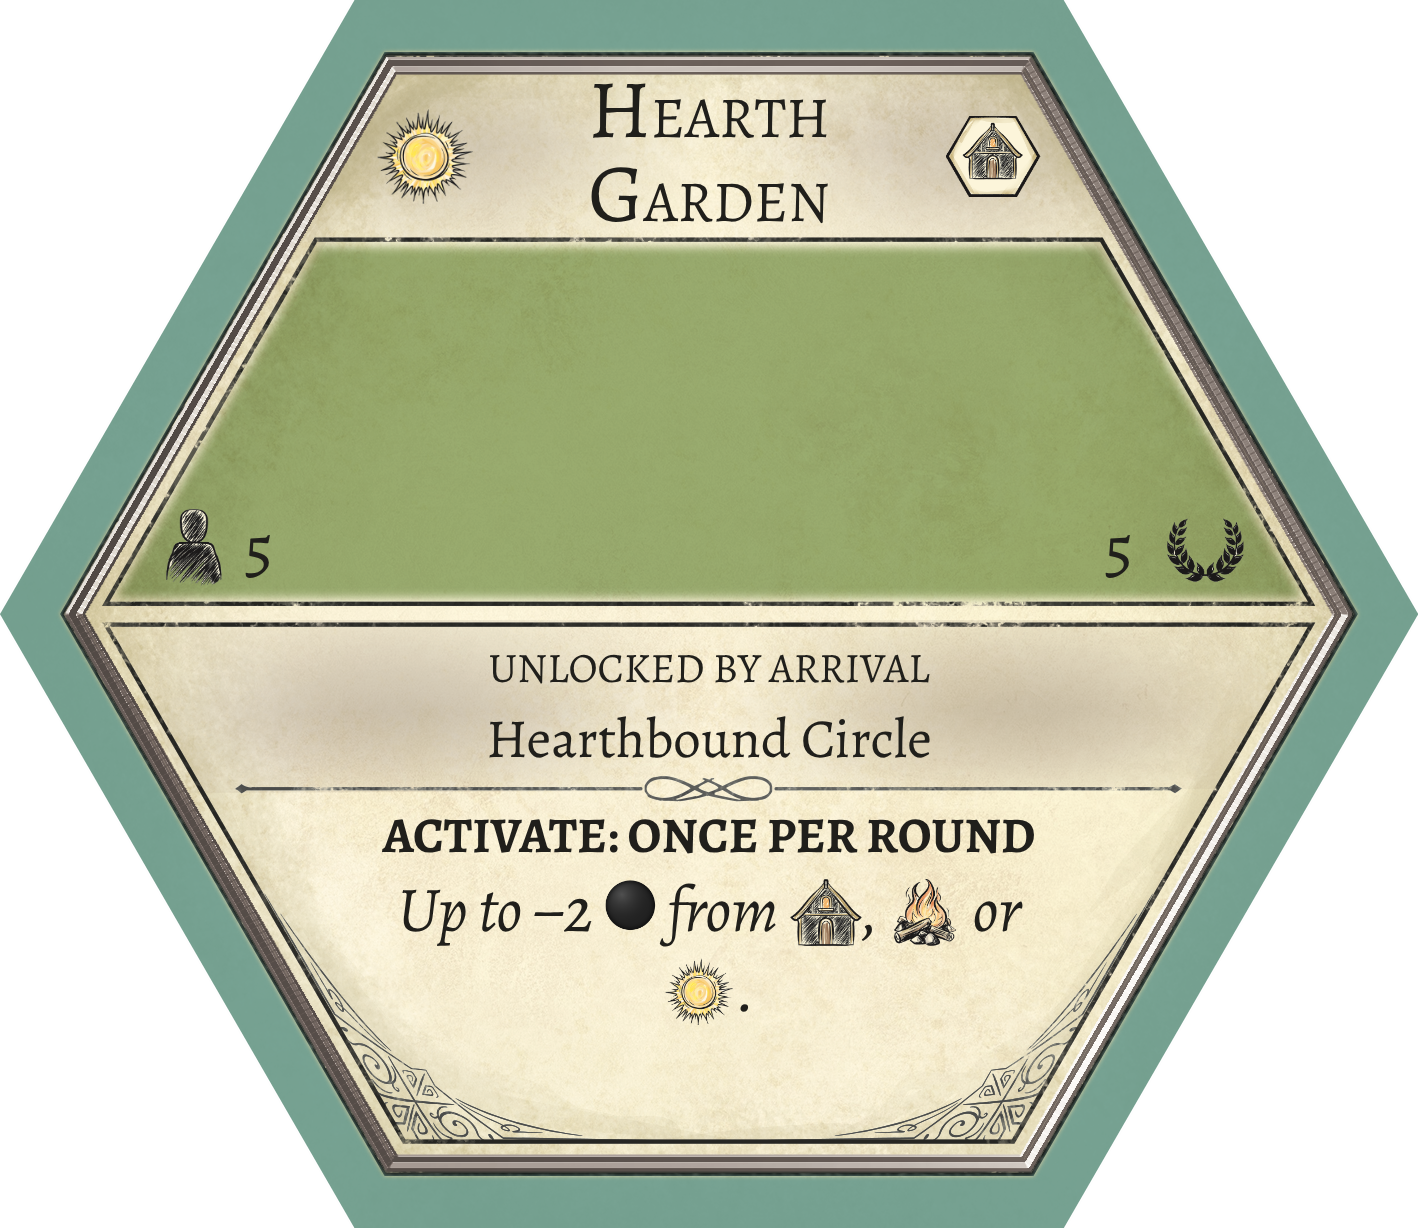 Hearth
Garden
5
5
UNLOCKED BY ARRIVAL
Hearthbound Circle
ACTIVATE: ONCE PER ROUND
Up to –2 from , or
.